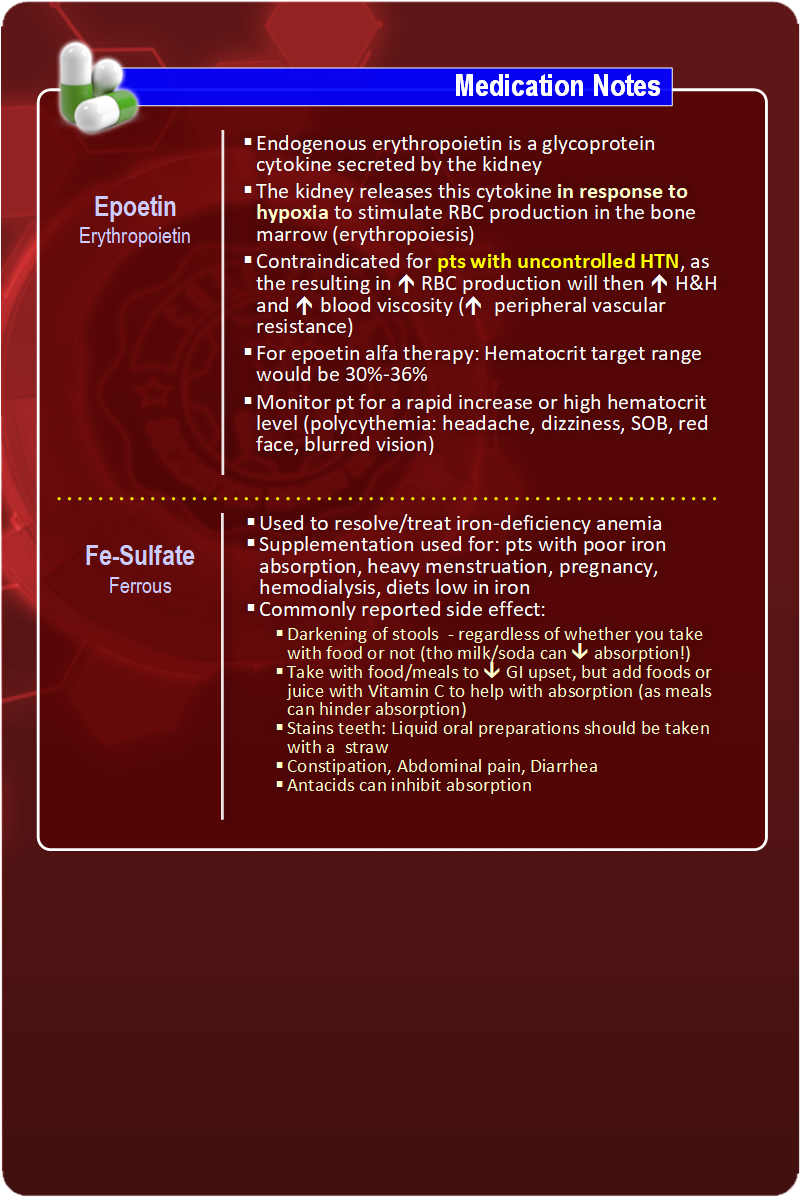 Medication Notes
Epoetin
Erythropoietin
▪ Endogenous erythropoietin is a glycoprotein
cytokine secreted by the kidney
▪ The kidney releases this cytokine in response to
hypoxia to stimulate RBC production in the bone
marrow (erythropoiesis)
▪ Contraindicated for pts with uncontrolled HTN, as
the resulting in ↑ RBC production will then ↑ H&H
and ↑ blood viscosity (↑ peripheral vascular
resistance)
▪ For epoetin alfa therapy: Hematocrit target range
would be 30%-36%
▪ Monitor pt for a rapid increase or high hematocrit
level (polycythemia: headache, dizziness, SOB, red
face, blurred vision)
Fe-Sulfate
Ferrous
▪ Used to resolve/treat iron-deficiency anemia
▪ Supplementation used for: pts with poor iron
absorption, heavy menstruation, pregnancy,
hemodialysis, diets low in iron
▪ Commonly reported side effect:
▪ Darkening of stools - regardless of whether you take
with food or not (tho milk/soda can ↓ absorption!)
▪ Take with food/meals to ↓ GI upset, but add foods or
juice with Vitamin C to help with absorption (as meals
can hinder absorption)
▪ Stains teeth: Liquid oral preparations should be taken
with a straw
▪ Constipation, Abdominal pain, Diarrhea
▪ Antacids can inhibit absorption